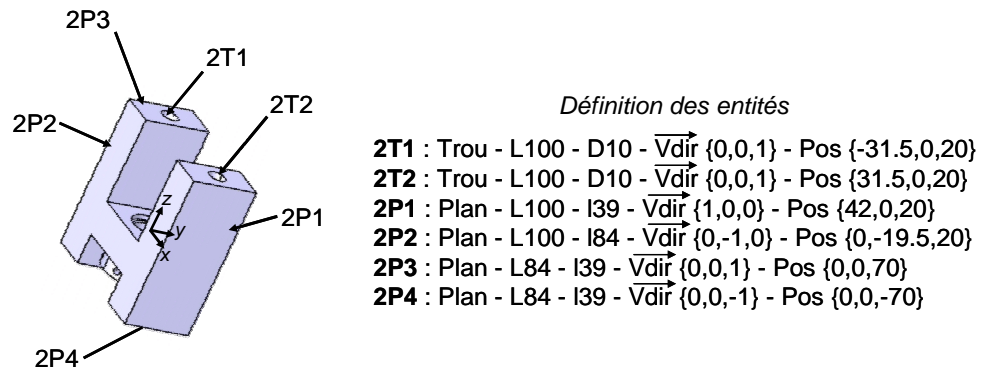 2P3
2T1
2T2
2P2
2P1
z
y
x
2P4
Définition des entités
2T1 : Trou - L100 - D10 - Vdir {0,0,1} - Pos {-31.5,0,20}
2T2 : Trou - L100 - D10 - Vdir {0,0,1} - Pos {31.5,0,20}
2P1 : Plan - L100 - l39 - Vdir {1,0,0} - Pos {42,0,20}
2P2 : Plan - L100 - l84 - Vdir {0,-1,0} - Pos {0,-19.5,20}
2P3 : Plan - L84 - l39 - Vdir {0,0,1} - Pos {0,0,70}
2P4 : Plan - L84 - l39 - Vdir {0,0,-1} - Pos {0,0,-70}